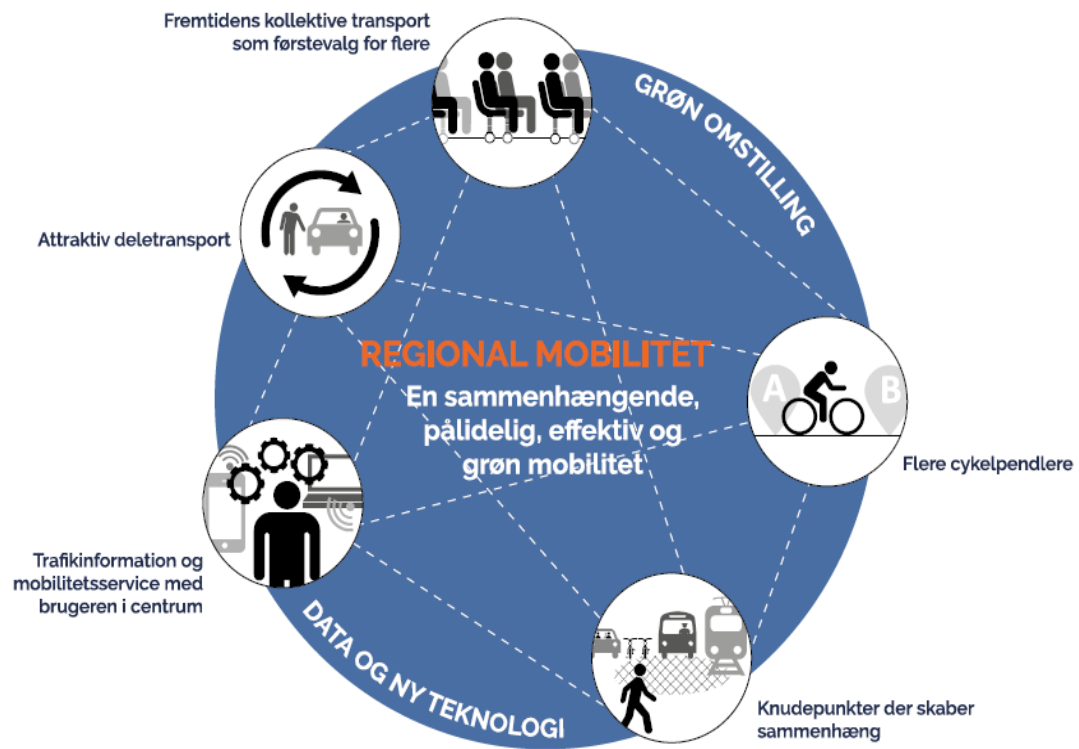 Fremtidens kollektive transport
som førstevalg for flere
GRØN OMSTILLING
Attraktiv deletransport
REGIONAL MOBILITET
En sammenhængende,
pålidelig, effektiv og
grøn mobilitet
A
B
Flere cykelpendlere
Trafikinformation og
mobilitetsservice med
brugeren i centrum
DATA OG NY TEKNOLOGI
Knudepunkter der skaber
sammenhæng